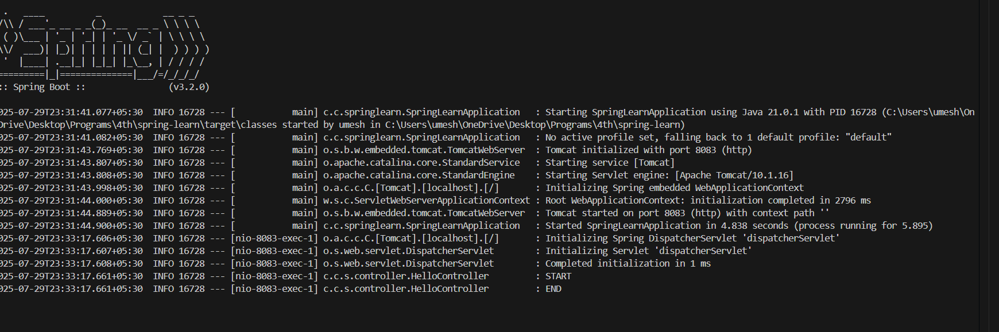 .   ____          _            __ _ _
/\\ / ___'_ __ _ _(_)_ __  __ _ \ \ \ \
( )\___ | '_ | '_| | '_ \/ _` | \ \ \ \
\\/  ___)| |_)| | | | | || (_| |  ) ) ) )
 '  |____| .__|_| |_|_| |_\__, | / / / /
=========|_|==============|___/=/_/_/_/
:: Spring Boot ::                (v3.2.0)
025-07-29T23:31:41.077+05:30  INFO 16728 --- [           main] c.c.springlearn.SpringLearnApplication   : Starting SpringLearnApplication using Java 21.0.1 with PID 16728 (C:\Users\umesh\On
Drive\Desktop\Programs\4th\spring-learn\target\classes started by umesh in C:\Users\umesh\OneDrive\Desktop\Programs\4th\spring-learn)
025-07-29T23:31:41.082+05:30  INFO 16728 --- [           main] c.c.springlearn.SpringLearnApplication   : No active profile set, falling back to 1 default profile: "default"
025-07-29T23:31:43.769+05:30  INFO 16728 --- [           main] o.s.b.w.embedded.tomcat.TomcatWebServer  : Tomcat initialized with port 8083 (http)
025-07-29T23:31:43.807+05:30  INFO 16728 --- [           main] o.apache.catalina.core.StandardService   : Starting service [Tomcat]
025-07-29T23:31:43.808+05:30  INFO 16728 --- [           main] o.apache.catalina.core.StandardEngine    : Starting Servlet engine: [Apache Tomcat/10.1.16]
025-07-29T23:31:43.998+05:30  INFO 16728 --- [           main] o.a.c.c.C.[Tomcat].[localhost].[/]       : Initializing Spring embedded WebApplicationContext
025-07-29T23:31:44.000+05:30  INFO 16728 --- [           main] w.s.c.ServletWebServerApplicationContext : Root WebApplicationContext: initialization completed in 2796 ms
025-07-29T23:31:44.889+05:30  INFO 16728 --- [           main] o.s.b.w.embedded.tomcat.TomcatWebServer  : Tomcat started on port 8083 (http) with context path ''
025-07-29T23:31:44.900+05:30  INFO 16728 --- [           main] c.c.springlearn.SpringLearnApplication   : Started SpringLearnApplication in 4.838 seconds (process running for 5.895)
025-07-29T23:33:17.606+05:30  INFO 16728 --- [nio-8083-exec-1] o.a.c.c.C.[Tomcat].[localhost].[/]       : Initializing Spring DispatcherServlet 'dispatcherServlet'
025-07-29T23:33:17.607+05:30  INFO 16728 --- [nio-8083-exec-1] o.s.web.servlet.DispatcherServlet        : Initializing Servlet 'dispatcherServlet'
025-07-29T23:33:17.608+05:30  INFO 16728 --- [nio-8083-exec-1] o.s.web.servlet.DispatcherServlet        : Completed initialization in 1 ms
025-07-29T23:33:17.661+05:30  INFO 16728 --- [nio-8083-exec-1] c.c.s.controller.HelloController         : START
025-07-29T23:33:17.661+05:30  INFO 16728 --- [nio-8083-exec-1] c.c.s.controller.HelloController         : END